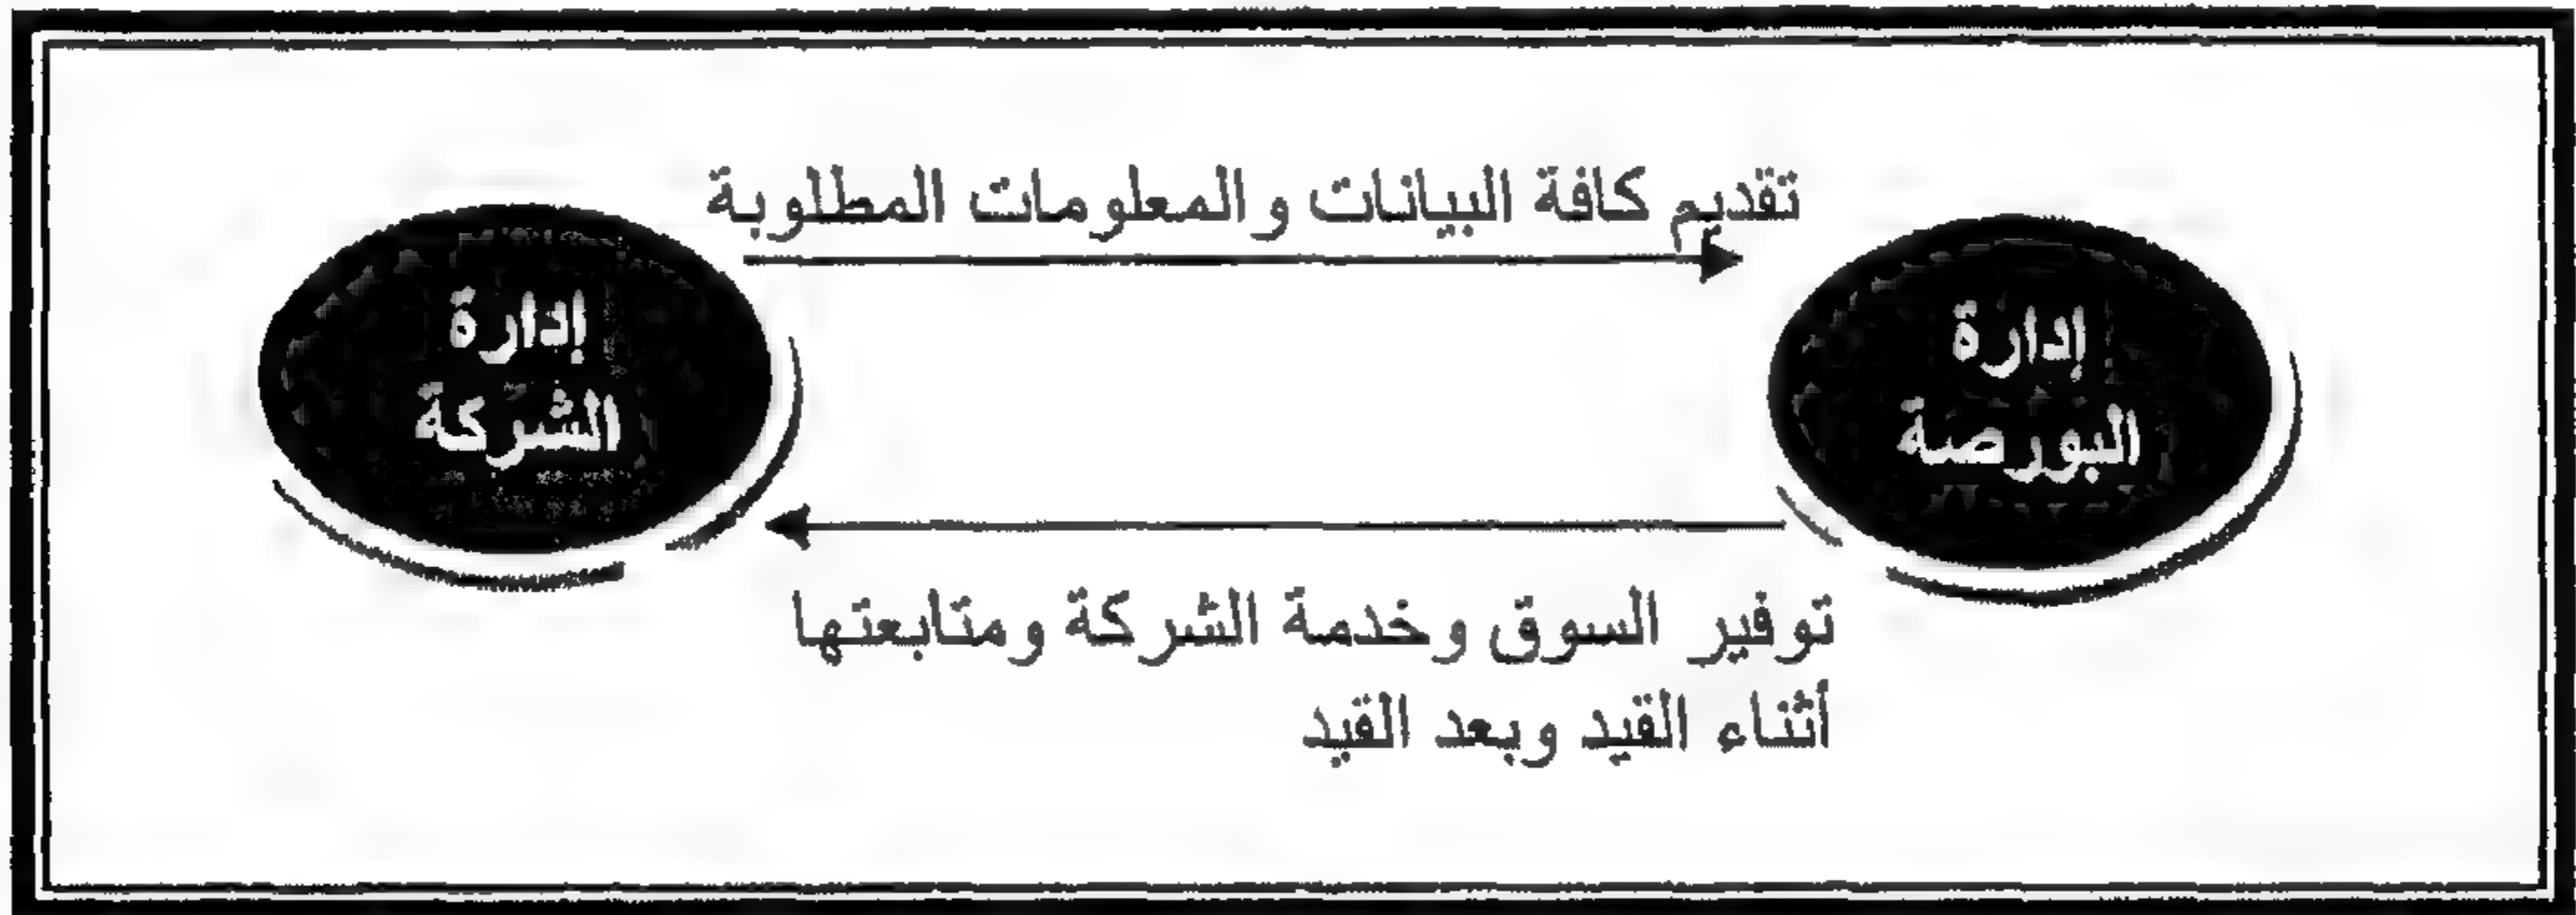 تقديم كافة البيانات والمعلومات المطلوبة
إدارة
البورصة
إدارة
الشركة
توفير السوق وخدمة الشركة ومتابعتها
أثناء القيد وبعد القيد